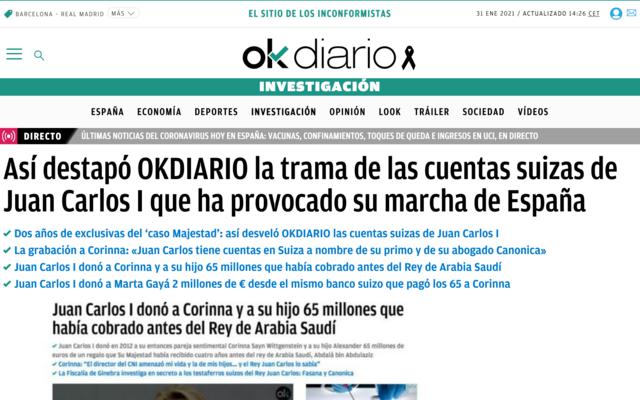 BARCELONA - REAL MADRID MÁS
EL SITIO DE LOS INCONFORMISTAS
31 ENE 2021 / ACTUALIZADO 14:26 CET
okdiario
INVESTIGACIÓN
ESPAÑA ECONOMÍA DEPORTES INVESTIGACIÓN OPINIÓN LOOK TRÁILER SOCIEDAD VÍDEOS
DIRECTO ÚLTIMAS NOTICIAS DEL CORONAVIRUS HOY EN ESPAÑA: VACUNAS, CONFINAMIENTOS, TOQUES DE QUEDA E INGRESOS EN UCI, EN DIRECTO
Así destapó OKDIARIO la trama de las cuentas suizas de
Juan Carlos I que ha provocado su marcha de España
Dos años de exclusivas del ‘caso Majestad’: así desveló OKDIARIO las cuentas suizas de Juan Carlos I
La grabación a Corinna: «Juan Carlos tiene cuentas en Suiza a nombre de su primo y de su abogado Canonica»
Juan Carlos I donó a Corinna y a su hijo 65 millones que había cobrado antes del Rey de Arabia Saudí
Juan Carlos I donó a Marta Gayá 2 millones de € desde el mismo banco suizo que pagó los 65 a Corinna
Juan Carlos I donó a Corinna y a su hijo 65 millones que
había cobrado antes del Rey de Arabia Saudí
Juan Carlos I donó en 2012 a su entonces pareja sentimental Corinna Sayn Wittgenstein y a su hijo Alexander 65 millones de
euros de un regalo que Su Majestad había recibido cuatro años antes del rey de Arabia Saudí, Abdalá bin Abdulaziz
Corinna: "El director del CNI amenazó mi vida y la de mis hijos... y el Rey Juan Carlos lo sabía"
La Fiscalía de Ginebra investiga en secreto a los testaferros suizos del Rey Juan Carlos: Fasana y Canonica